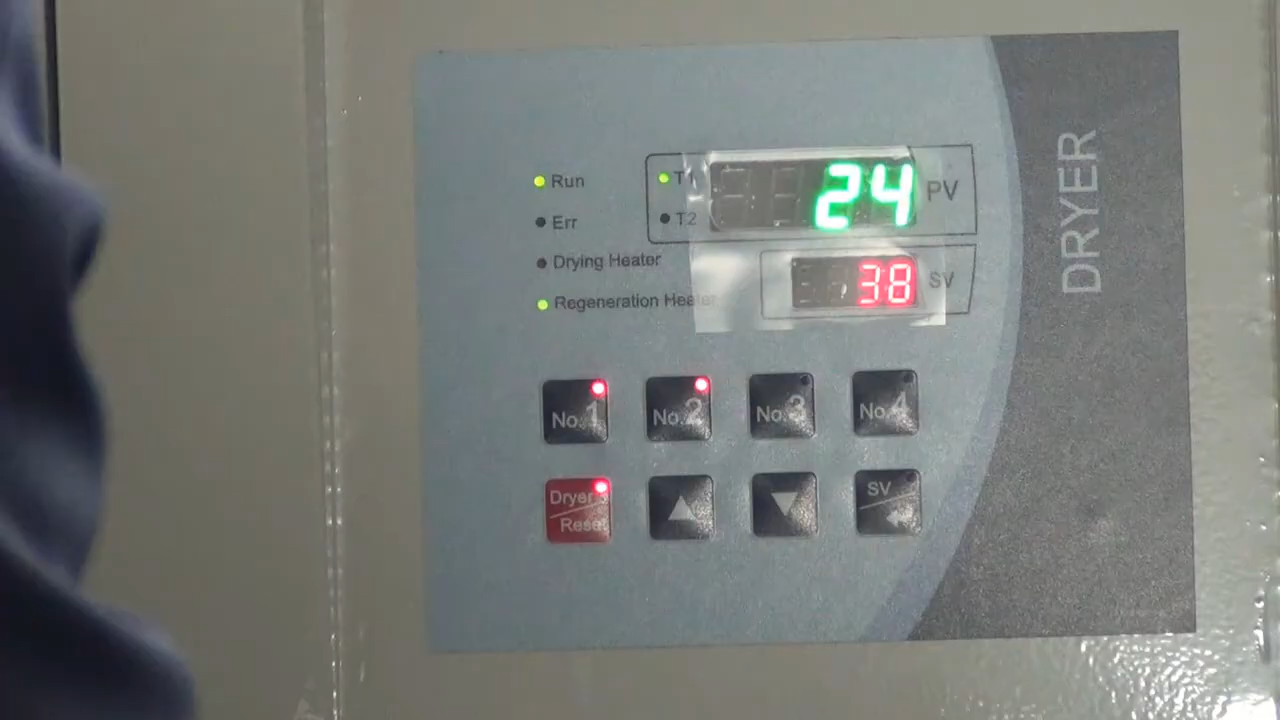 Run
T1
24
PV
Err
T2
Drying Heater
38
SV
Regeneration Heater
DRYER
No.1
No.2
No.3
No.4
Dryer's
Reset
▲
▼
SV